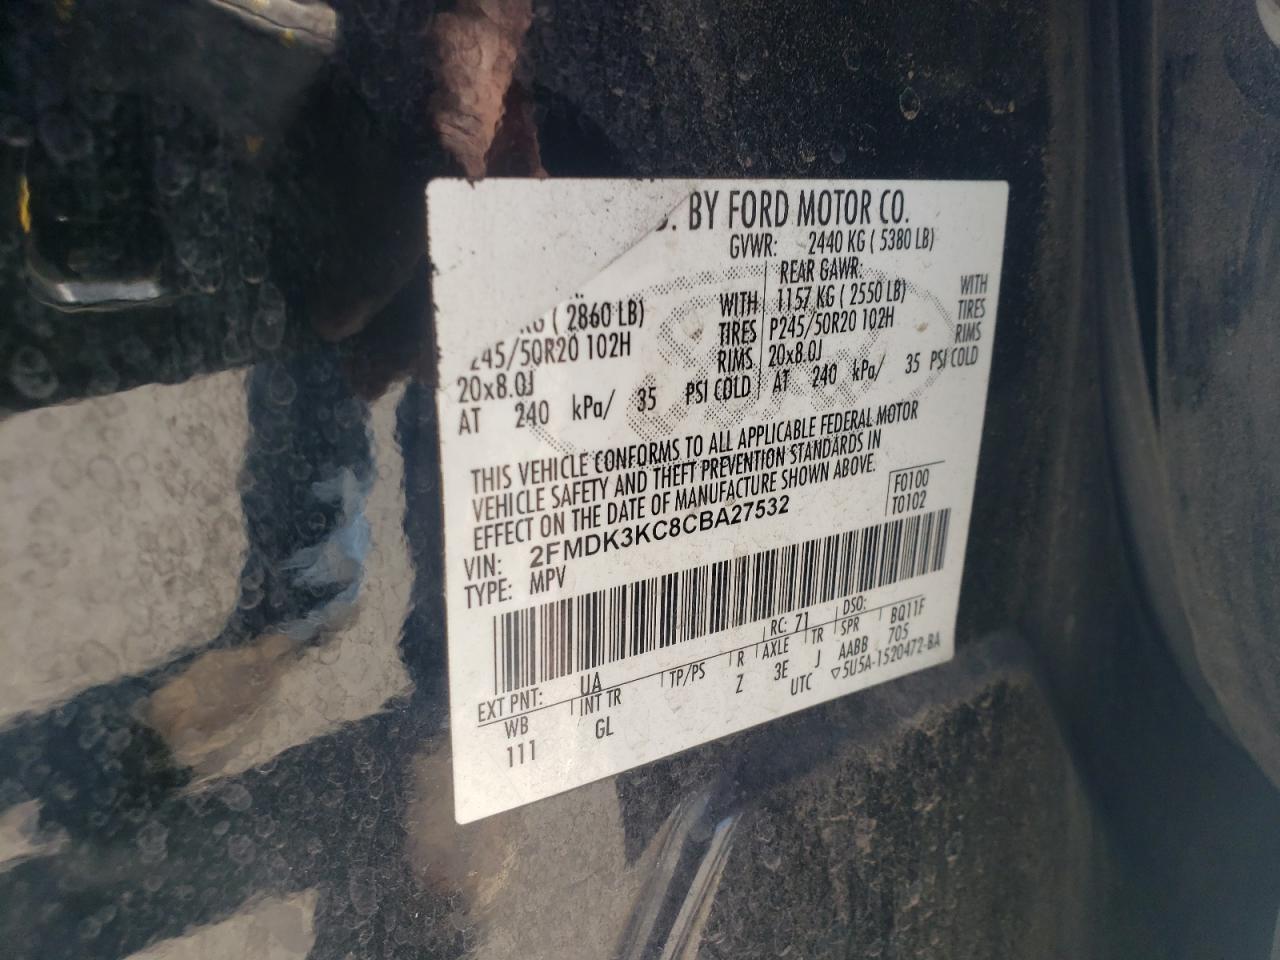 BY FORD MOTOR CO.
GVWR: 2440 KG ( 5380 LB)
( 2860 LB) WITH
245/50R20 102H TIRES
20x8.0J RIMS
AT 240 kPa/ 35 PSI COLD
REAR GAWR:
1157 KG ( 2550 LB) WITH
P245/50R20 102H TIRES
20x8.0J RIMS
AT 240 kPa/ 35 PSI COLD
THIS VEHICLE CONFORMS TO ALL APPLICABLE FEDERAL MOTOR
VEHICLE SAFETY AND THEFT PREVENTION STANDARDS IN
EFFECT ON THE DATE OF MANUFACTURE SHOWN ABOVE.
F0100
T0102
VIN: 2FMDK3KC8CBA27532
TYPE: MPV
EXT PNT: UA RC: 71 DSO:
WB INT TR TP/PS R AXLE TR SPR BQ11F
111 GL Z 3E J AABB 705
UTC ▽5U5A-1520472-BA